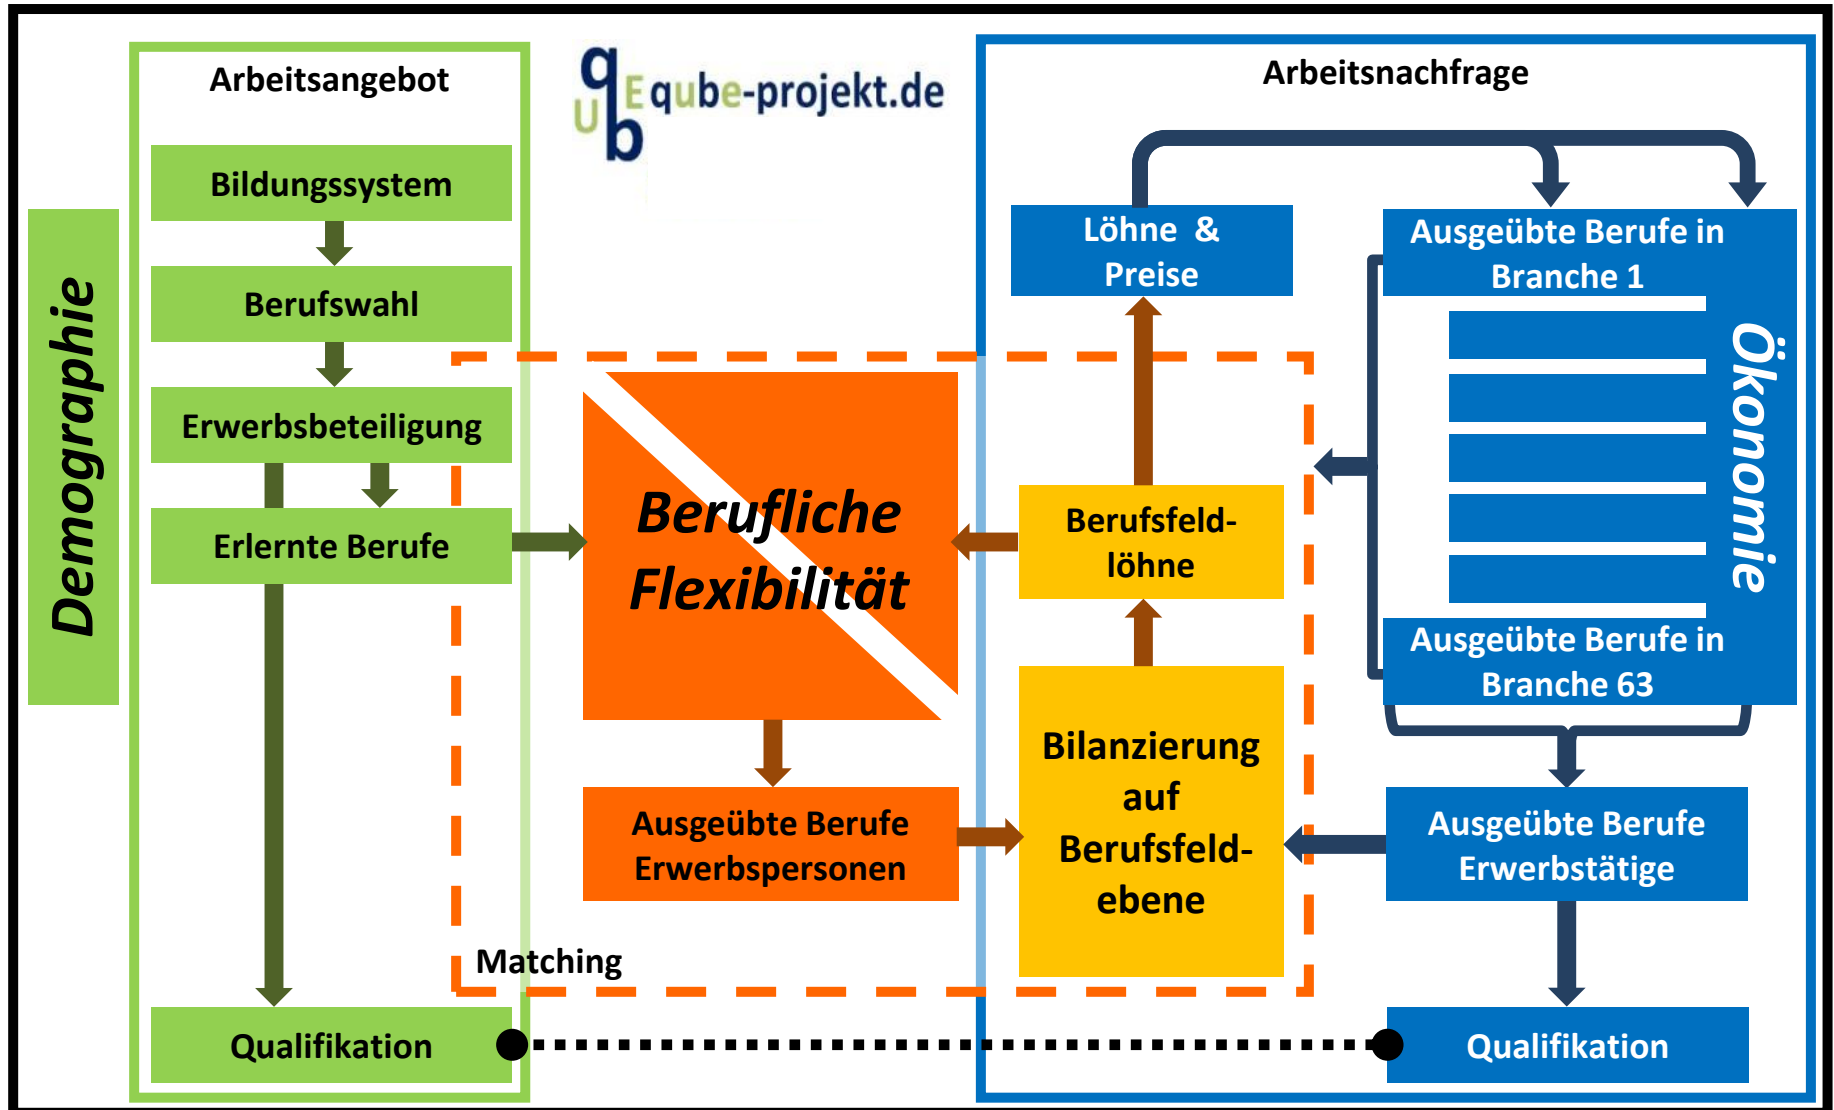 Arbeitsangebot
qube
qube-projekt.de
Arbeitsnachfrage
Demographie
Bildungssystem
Berufswahl
Erwerbsbeteiligung
Erlernte Berufe
Qualifikation
Berufliche
Flexibilität
Ausgeübte Berufe
Erwerbspersonen
Matching
Löhne &
Preise
Berufsfeld-
löhne
Bilanzierung
auf
Berufsfeld-
ebene
Ausgeübte Berufe in
Branche 1
Ökonomie
Ausgeübte Berufe in
Branche 63
Ausgeübte Berufe
Erwerbstätige
Qualifikation